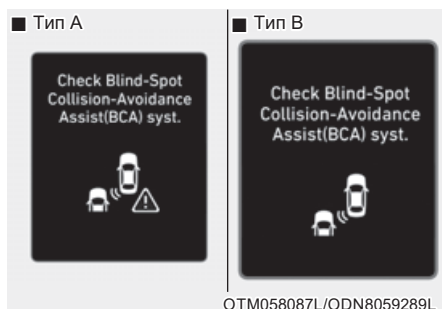 ■ Тип A
Check Blind-Spot
Collision-Avoidance
Assist(BCA) syst.
■ Тип B
Check Blind-Spot
Collision-Avoidance
Assist(BCA) syst.
OTM058087L/ODN8059289L